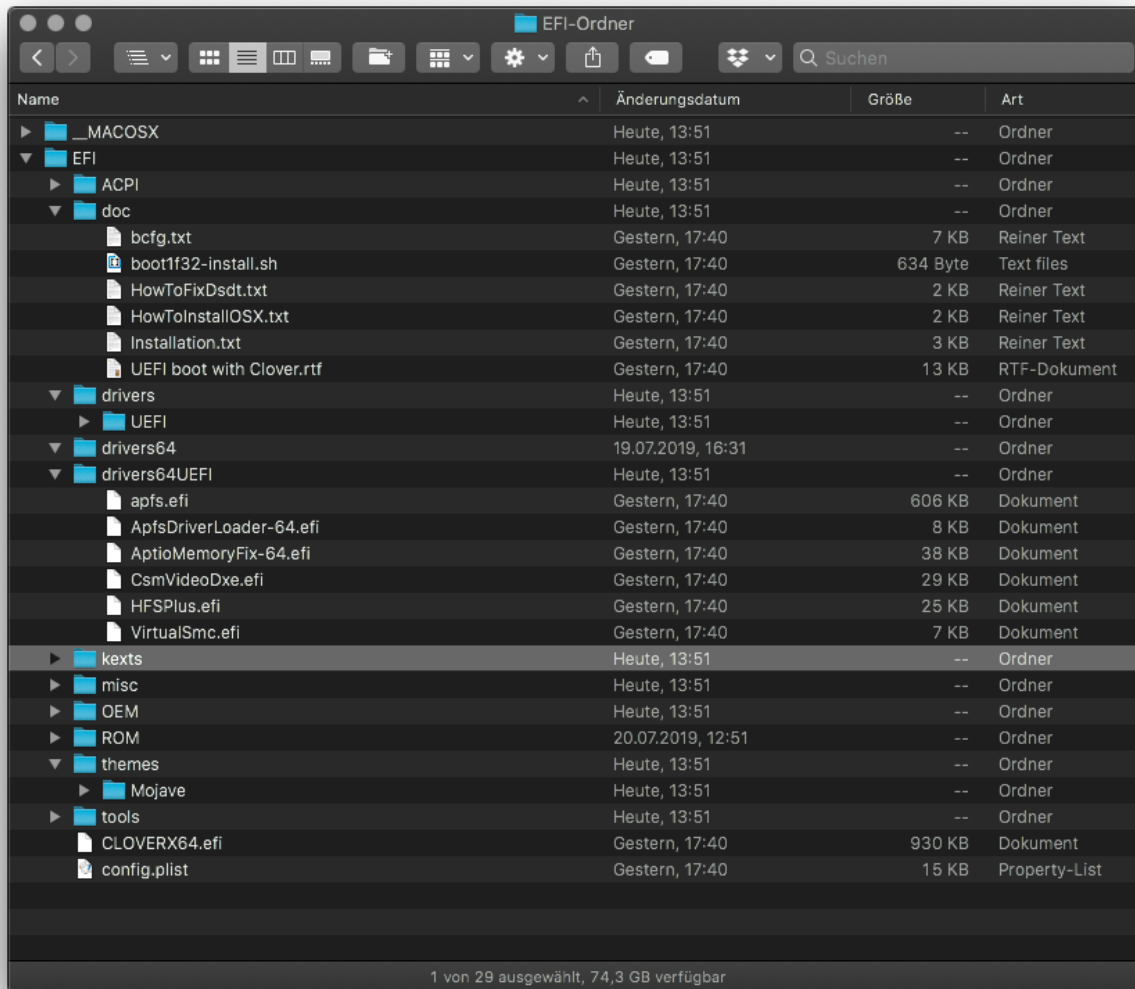 EFI-Ordner
Suchen
Name Änderungsdatum Größe Art
__MACOSX Heute, 13:51 -- Ordner
EFI Heute, 13:51 -- Ordner
ACPI Heute, 13:51 -- Ordner
doc Heute, 13:51 -- Ordner
bcfg.txt Gestern, 17:40 7 KB Reiner Text
boot1f32-install.sh Gestern, 17:40 634 Byte Text files
HowToFixDsdt.txt Gestern, 17:40 2 KB Reiner Text
HowToInstallOSX.txt Gestern, 17:40 2 KB Reiner Text
Installation.txt Gestern, 17:40 3 KB Reiner Text
UEFI boot with Clover.rtf Gestern, 17:40 13 KB RTF-Dokument
drivers Heute, 13:51 -- Ordner
UEFI Heute, 13:51 -- Ordner
drivers64 19.07.2019, 16:31 -- Ordner
drivers64UEFI Heute, 13:51 -- Ordner
apfs.efi Gestern, 17:40 606 KB Dokument
ApfsDriverLoader-64.efi Gestern, 17:40 8 KB Dokument
AptioMemoryFix-64.efi Gestern, 17:40 38 KB Dokument
CsmVideoDxe.efi Gestern, 17:40 29 KB Dokument
HFSPlus.efi Gestern, 17:40 25 KB Dokument
VirtualSmc.efi Gestern, 17:40 7 KB Dokument
kexts Heute, 13:51 -- Ordner
misc Heute, 13:51 -- Ordner
OEM Heute, 13:51 -- Ordner
ROM 20.07.2019, 12:51 -- Ordner
themes Heute, 13:51 -- Ordner
Mojave Heute, 13:51 -- Ordner
tools Heute, 13:51 -- Ordner
CLOVERX64.efi Gestern, 17:40 930 KB Dokument
config.plist Gestern, 17:40 15 KB Property-List
1 von 29 ausgewählt, 74,3 GB verfügbar